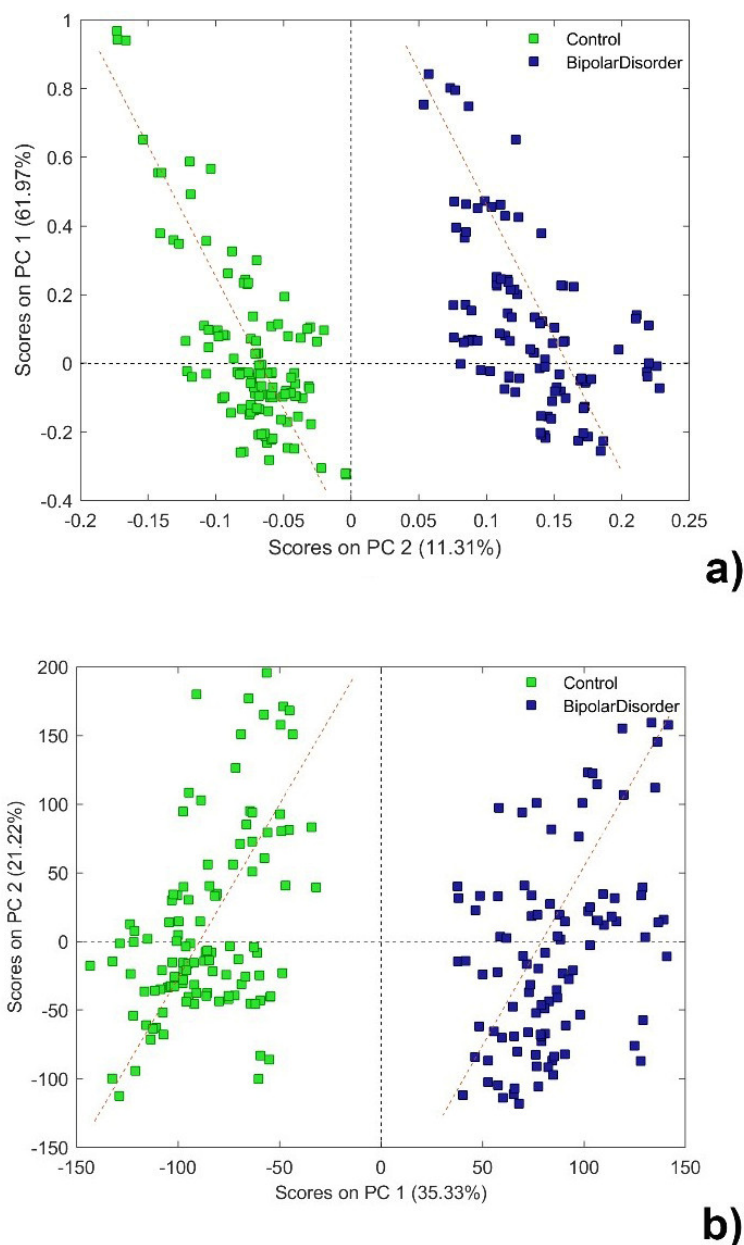 1
0.8
0.6
0.4
0.2
0
-0.2
-0.4
Scores on PC 1 (61.97%)
Control
BipolarDisorder
-0.2 -0.15 -0.1 -0.05 0 0.05 0.1 0.15 0.2 0.25
Scores on PC 2 (11.31%)
a)
200
150
100
50
0
-50
-100
-150
Scores on PC 2 (21.22%)
Control
BipolarDisorder
-150 -100 -50 0 50 100 150
Scores on PC 1 (35.33%)
b)